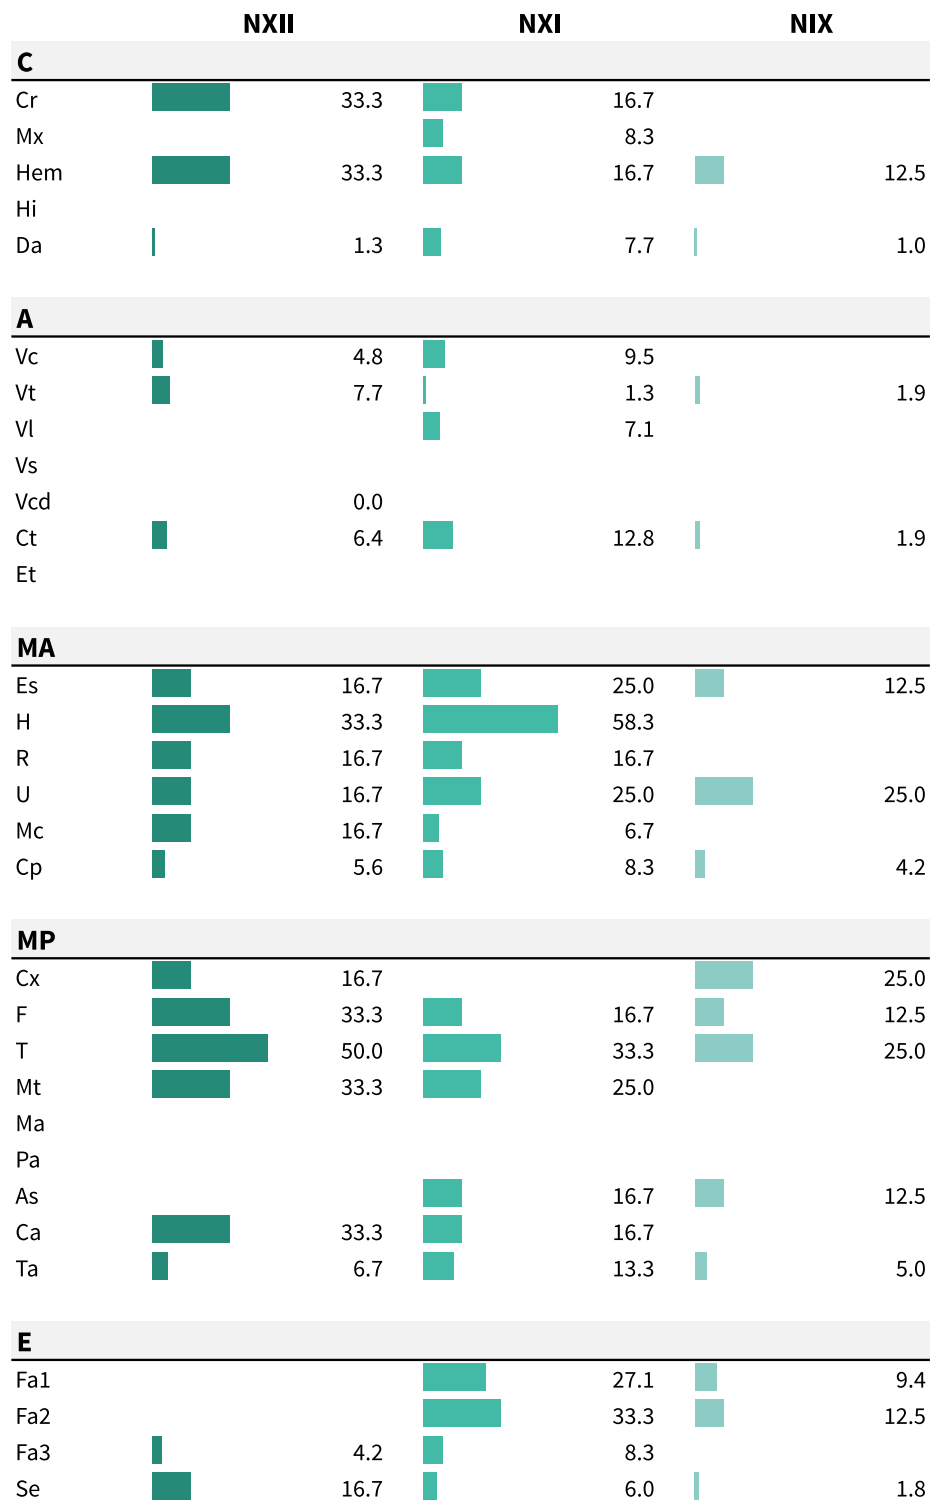 NXII NXI NIX
C
Cr 33.3 16.7
Mx 8.3
Hem 33.3 16.7 12.5
Hi
Da 1.3 7.7 1.0
A
Vc 4.8 9.5
Vt 7.7 1.3 1.9
Vl 7.1
Vs
Vcd 0.0
Ct 6.4 12.8 1.9
Et
MA
Es 16.7 25.0 12.5
H 33.3 58.3
R 16.7 16.7
U 16.7 25.0 25.0
Mc 16.7 6.7
Cp 5.6 8.3 4.2
MP
Cx 16.7 25.0
F 33.3 16.7 12.5
T 50.0 33.3 25.0
Mt 33.3 25.0
Ma
Pa
As 16.7 12.5
Ca 33.3 16.7
Ta 6.7 13.3 5.0
E
Fa1 27.1 9.4
Fa2 33.3 12.5
Fa3 4.2 8.3
Se 16.7 6.0 1.8